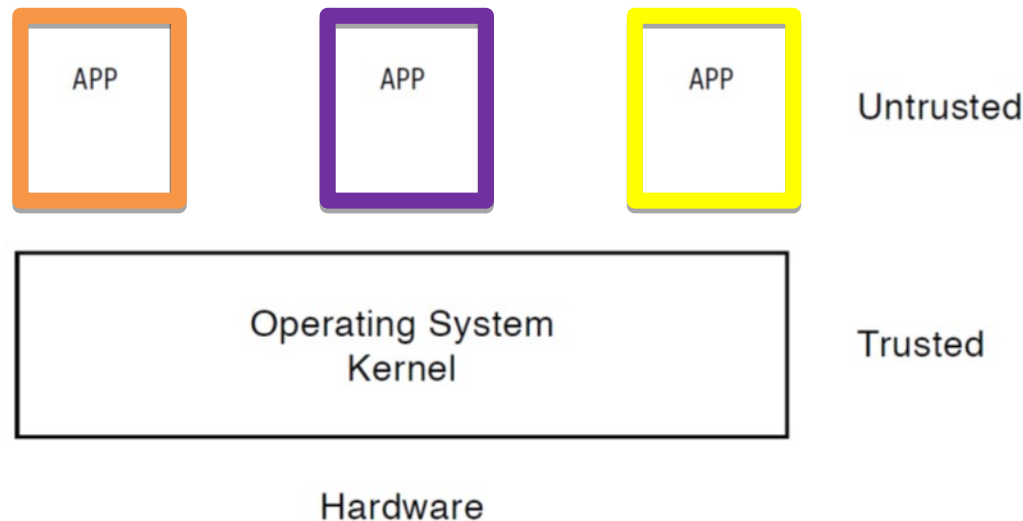 APP
APP
APP
Untrusted
Operating System
Kernel
Trusted
Hardware